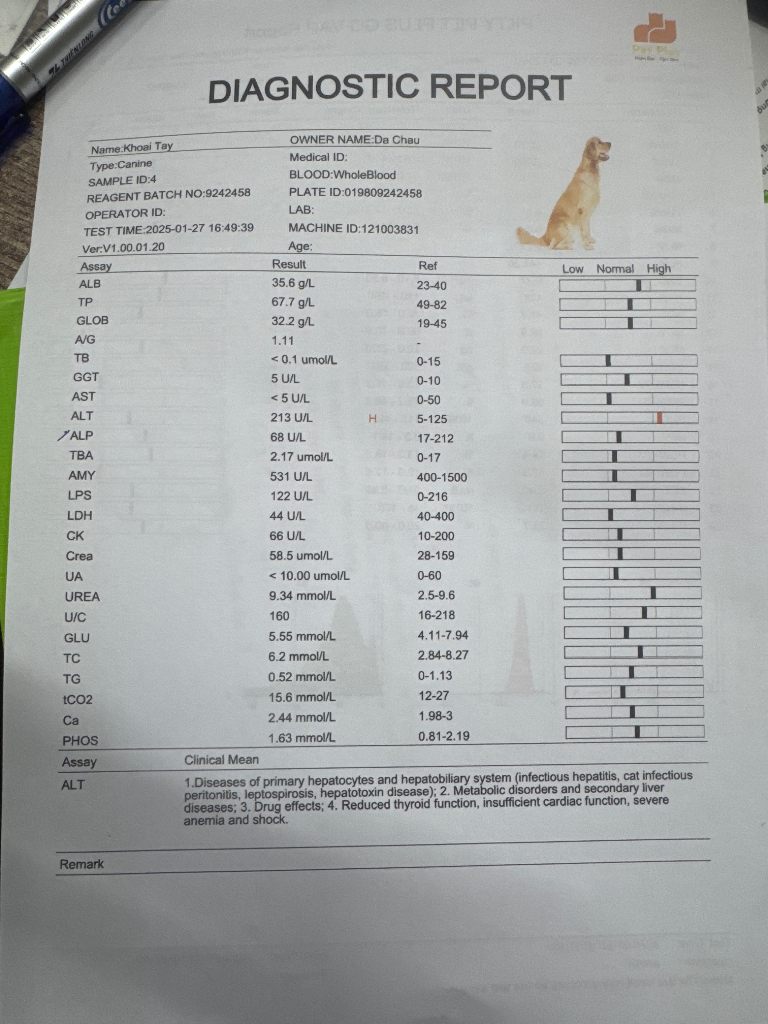 THIÊN LONG
DIAGNOSTIC REPORT
Name:Khoai Tay OWNER NAME:Da Chau
Type:Canine Medical ID:
SAMPLE ID:4 BLOOD:WholeBlood
REAGENT BATCH NO:9242458 PLATE ID:019809242458
OPERATOR ID: LAB:
TEST TIME:2025-01-27 16:49:39 MACHINE ID:121003831
Ver:V1.00.01.20 Age:
Assay Result Ref Low Normal High
ALB 35.6 g/L 23-40
TP 67.7 g/L 49-82
GLOB 32.2 g/L 19-45
A/G 1.11 -
TB < 0.1 umol/L 0-15
GGT 5 U/L 0-10
AST < 5 U/L 0-50
ALT 213 U/L H 5-125
ALP 68 U/L 17-212
TBA 2.17 umol/L 0-17
AMY 531 U/L 400-1500
LPS 122 U/L 0-216
LDH 44 U/L 40-400
CK 66 U/L 10-200
Crea 58.5 umol/L 28-159
UA < 10.00 umol/L 0-60
UREA 9.34 mmol/L 2.5-9.6
U/C 160 16-218
GLU 5.55 mmol/L 4.11-7.94
TC 6.2 mmol/L 2.84-8.27
TG 0.52 mmol/L 0-1.13
tCO2 15.6 mmol/L 12-27
Ca 2.44 mmol/L 1.98-3
PHOS 1.63 mmol/L 0.81-2.19
Assay Clinical Mean
ALT 1.Diseases of primary hepatocytes and hepatobiliary system (infectious hepatitis, cat infectious
peritonitis, leptospirosis, hepatotoxin disease); 2. Metabolic disorders and secondary liver
diseases; 3. Drug effects; 4. Reduced thyroid function, insufficient cardiac function, severe
anemia and shock.
Remark